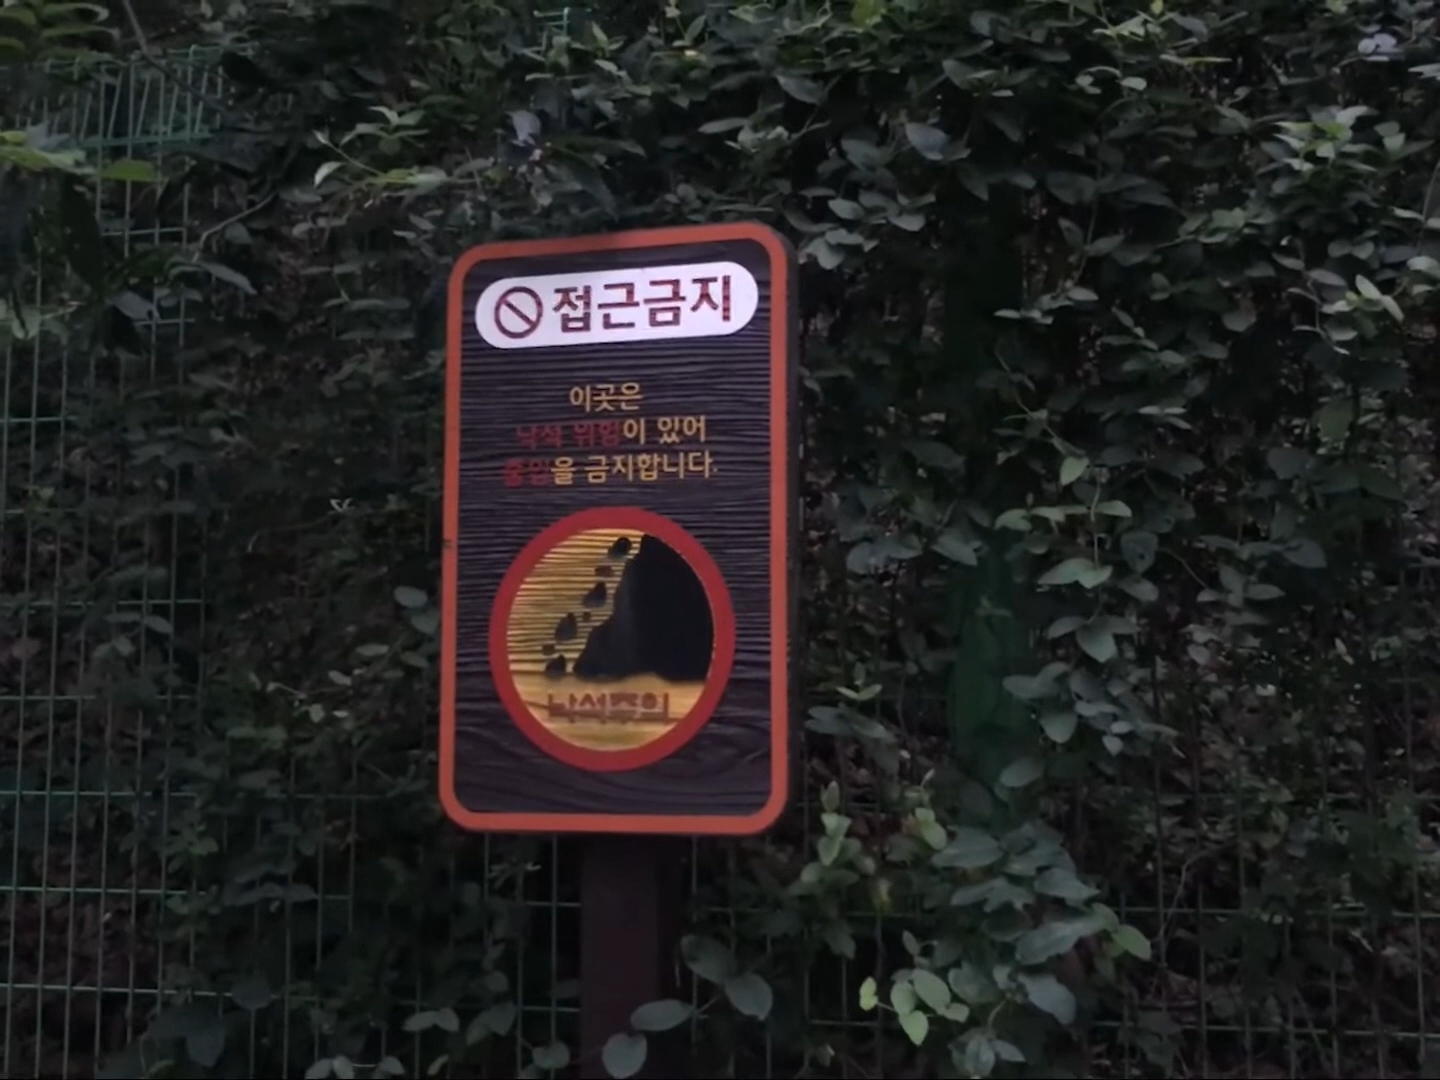 접근금지
이곳은
낙석 위험이 있어
출입을 금지합니다.
낙석주의